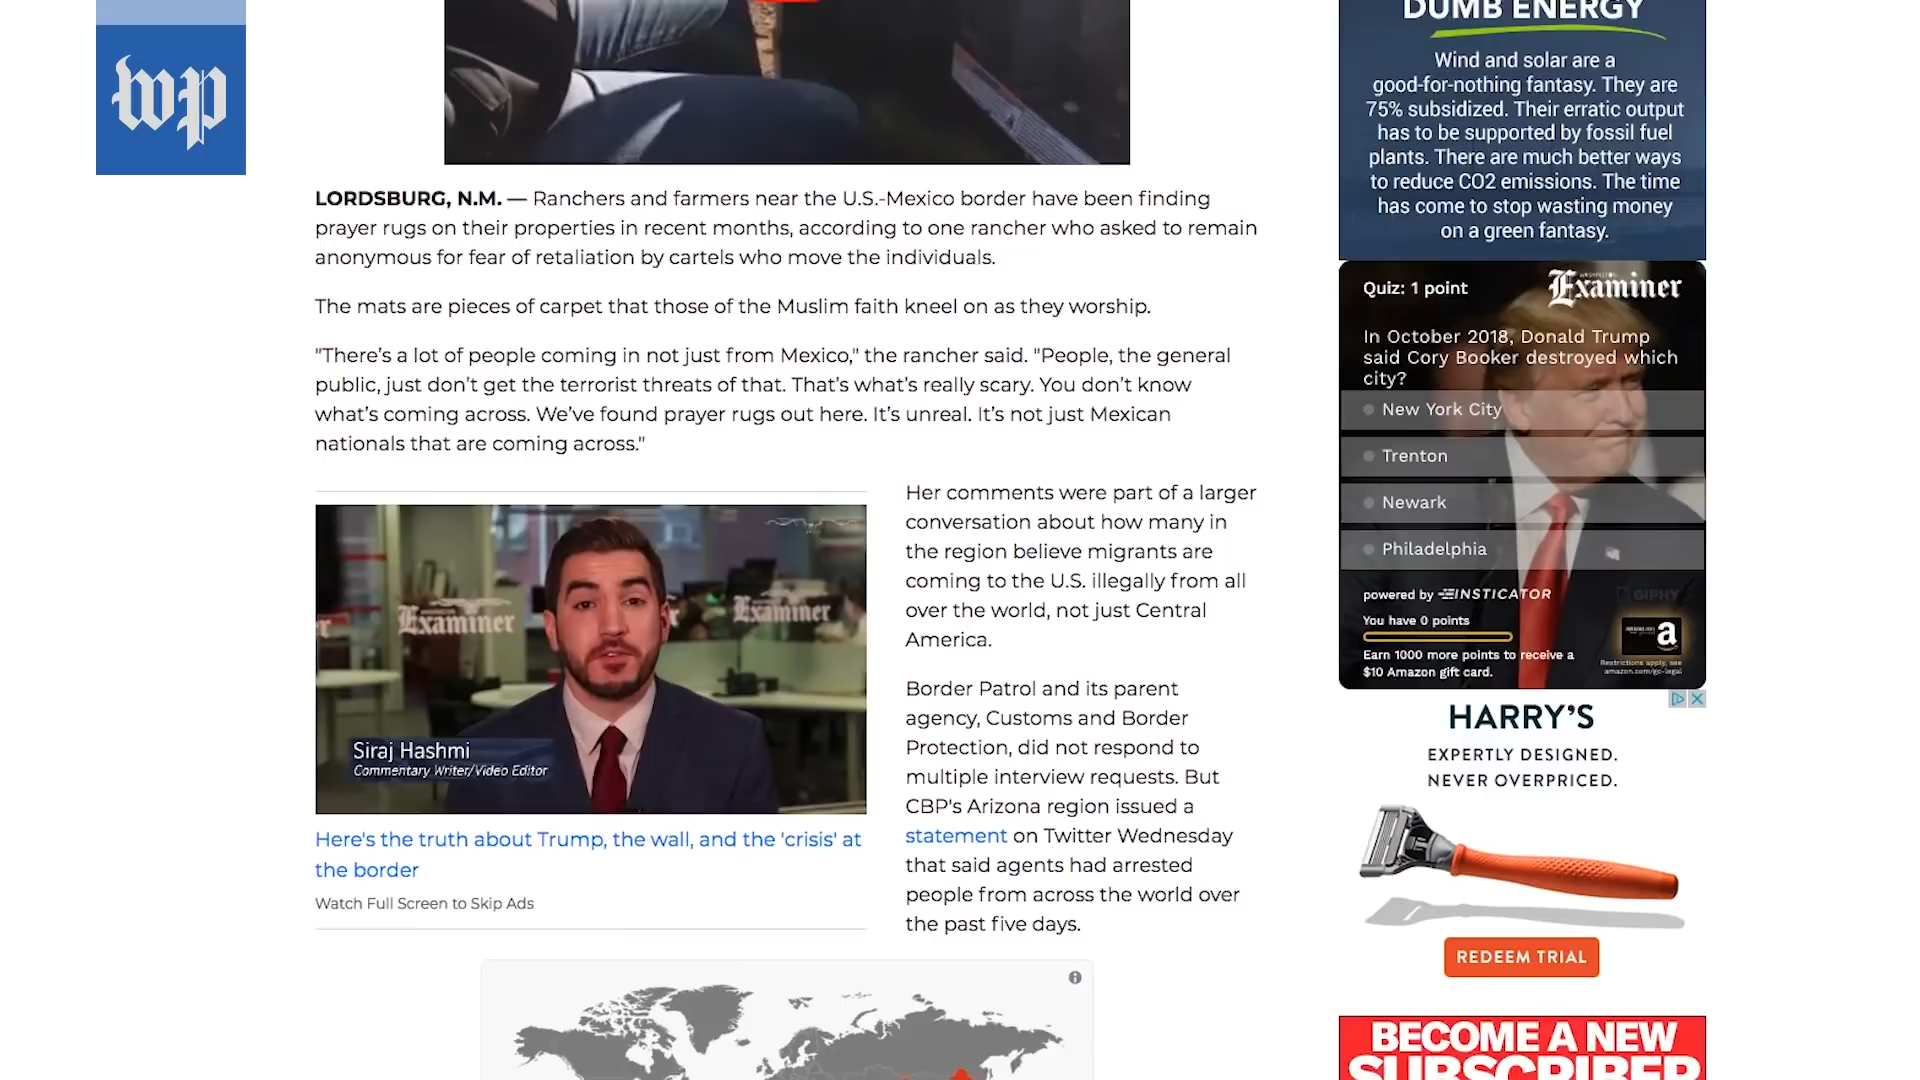 wp
LORDSBURG, N.M. — Ranchers and farmers near the U.S.-Mexico border have been finding
prayer rugs on their properties in recent months, according to one rancher who asked to remain
anonymous for fear of retaliation by cartels who move the individuals.
The mats are pieces of carpet that those of the Muslim faith kneel on as they worship.
"There's a lot of people coming in not just from Mexico," the rancher said. "People, the general
public, just don't get the terrorist threats of that. That's what's really scary. You don't know
what's coming across. We've found prayer rugs out here. It's unreal. It's not just Mexican
nationals that are coming across."
Examiner
Examiner
Siraj Hashmi
Commentary Writer/Video Editor
Here's the truth about Trump, the wall, and the 'crisis' at
the border
Watch Full Screen to Skip Ads
Her comments were part of a larger
conversation about how many in
the region believe migrants are
coming to the U.S. illegally from all
over the world, not just Central
America.
Border Patrol and its parent
agency, Customs and Border
Protection, did not respond to
multiple interview requests. But
CBP's Arizona region issued a
statement on Twitter Wednesday
that said agents had arrested
people from across the world over
the past five days.
DUMB ENERGY
Wind and solar are a
good-for-nothing fantasy. They are
75% subsidized. Their erratic output
has to be supported by fossil fuel
plants. There are much better ways
to reduce CO2 emissions. The time
has come to stop wasting money
on a green fantasy.
Quiz: 1 point
Washington
Examiner
In October 2018, Donald Trump
said Cory Booker destroyed which
city?
New York City
Trenton
Newark
Philadelphia
powered by INSTICATOR
GIPHY
You have 0 points
Earn 1000 more points to receive a
$10 Amazon gift card.
a
Restrictions apply, see
amazon.com/gc-legal
HARRY'S
EXPERTLY DESIGNED.
NEVER OVERPRICED.
REDEEM TRIAL
BECOME A NEW
SUBSCRIBER